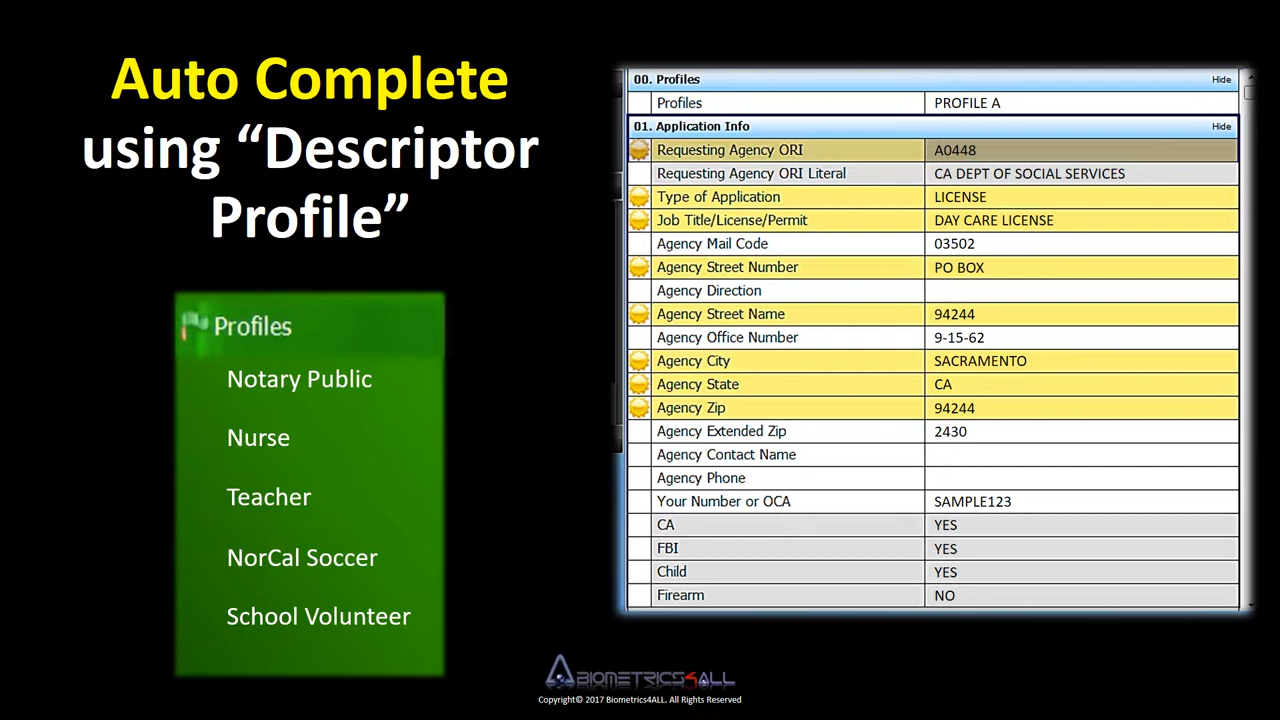 Auto Complete
using “Descriptor
Profile”
Profiles
Notary Public
Nurse
Teacher
NorCal Soccer
School Volunteer
00. Profiles Hide
Profiles PROFILE A
01. Application Info Hide
Requesting Agency ORI A0448
Requesting Agency ORI Literal CA DEPT OF SOCIAL SERVICES
Type of Application LICENSE
Job Title/License/Permit DAY CARE LICENSE
Agency Mail Code 03502
Agency Street Number PO BOX
Agency Direction
Agency Street Name 94244
Agency Office Number 9-15-62
Agency City SACRAMENTO
Agency State CA
Agency Zip 94244
Agency Extended Zip 2430
Agency Contact Name
Agency Phone
Your Number or OCA SAMPLE123
CA YES
FBI YES
Child YES
Firearm NO
BIOMETRICS4ALL
Copyright© 2017 Biometrics4ALL. All Rights Reserved